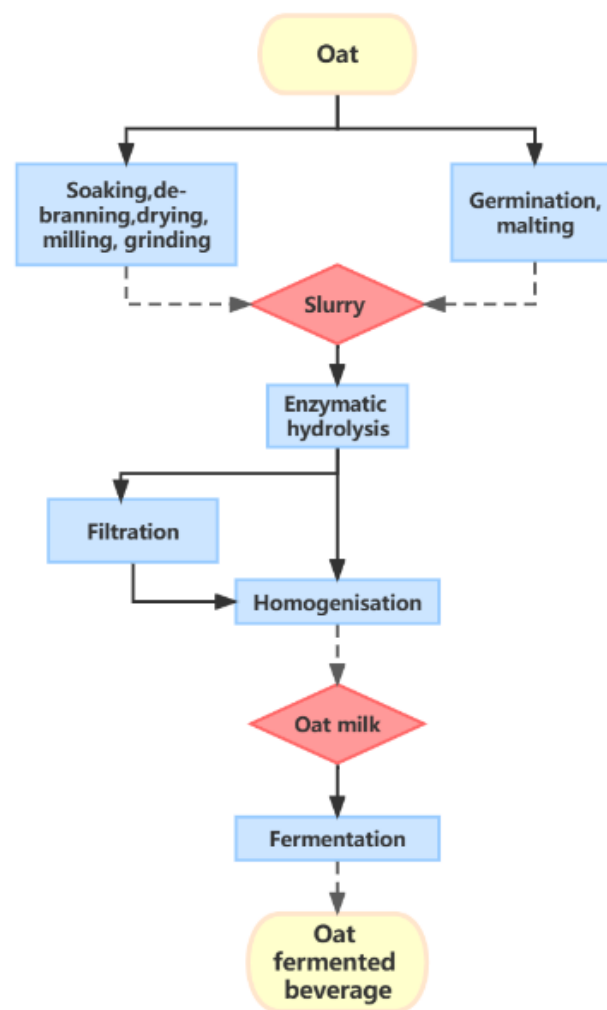 Oat
Soaking,de-
branning,drying,
milling, grinding
Germination,
malting
Slurry
Enzymatic
hydrolysis
Filtration
Homogenisation
Oat milk
Fermentation
Oat
fermented
beverage